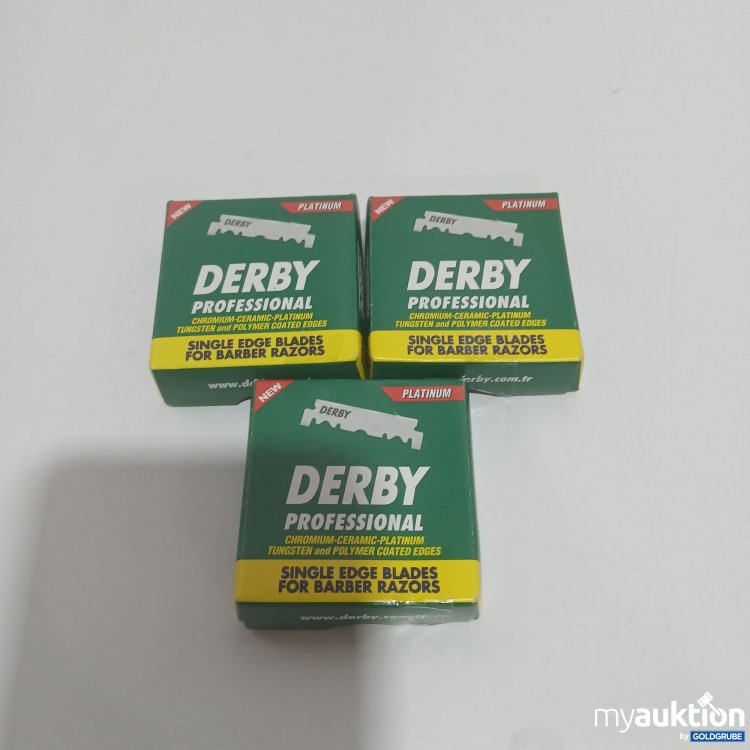 NEW
PLATINUM
DERBY
DERBY
PROFESSIONAL
CHROMIUM-CERAMIC-PLATINUM
TUNGSTEN and POLYMER COATED EDGES
SINGLE EDGE BLADES
FOR BARBER RAZORS
NEW
PLATINUM
DERBY
DERBY
PROFESSIONAL
CHROMIUM-CERAMIC-PLATINUM
TUNGSTEN and POLYMER COATED EDGES
SINGLE EDGE BLADES
FOR BARBER RAZORS
NEW
PLATINUM
DERBY
DERBY
PROFESSIONAL
CHROMIUM-CERAMIC-PLATINUM
TUNGSTEN and POLYMER COATED EDGES
SINGLE EDGE BLADES
FOR BARBER RAZORS
www.derby.com.tr
myauktion
by GOLDGRUBE